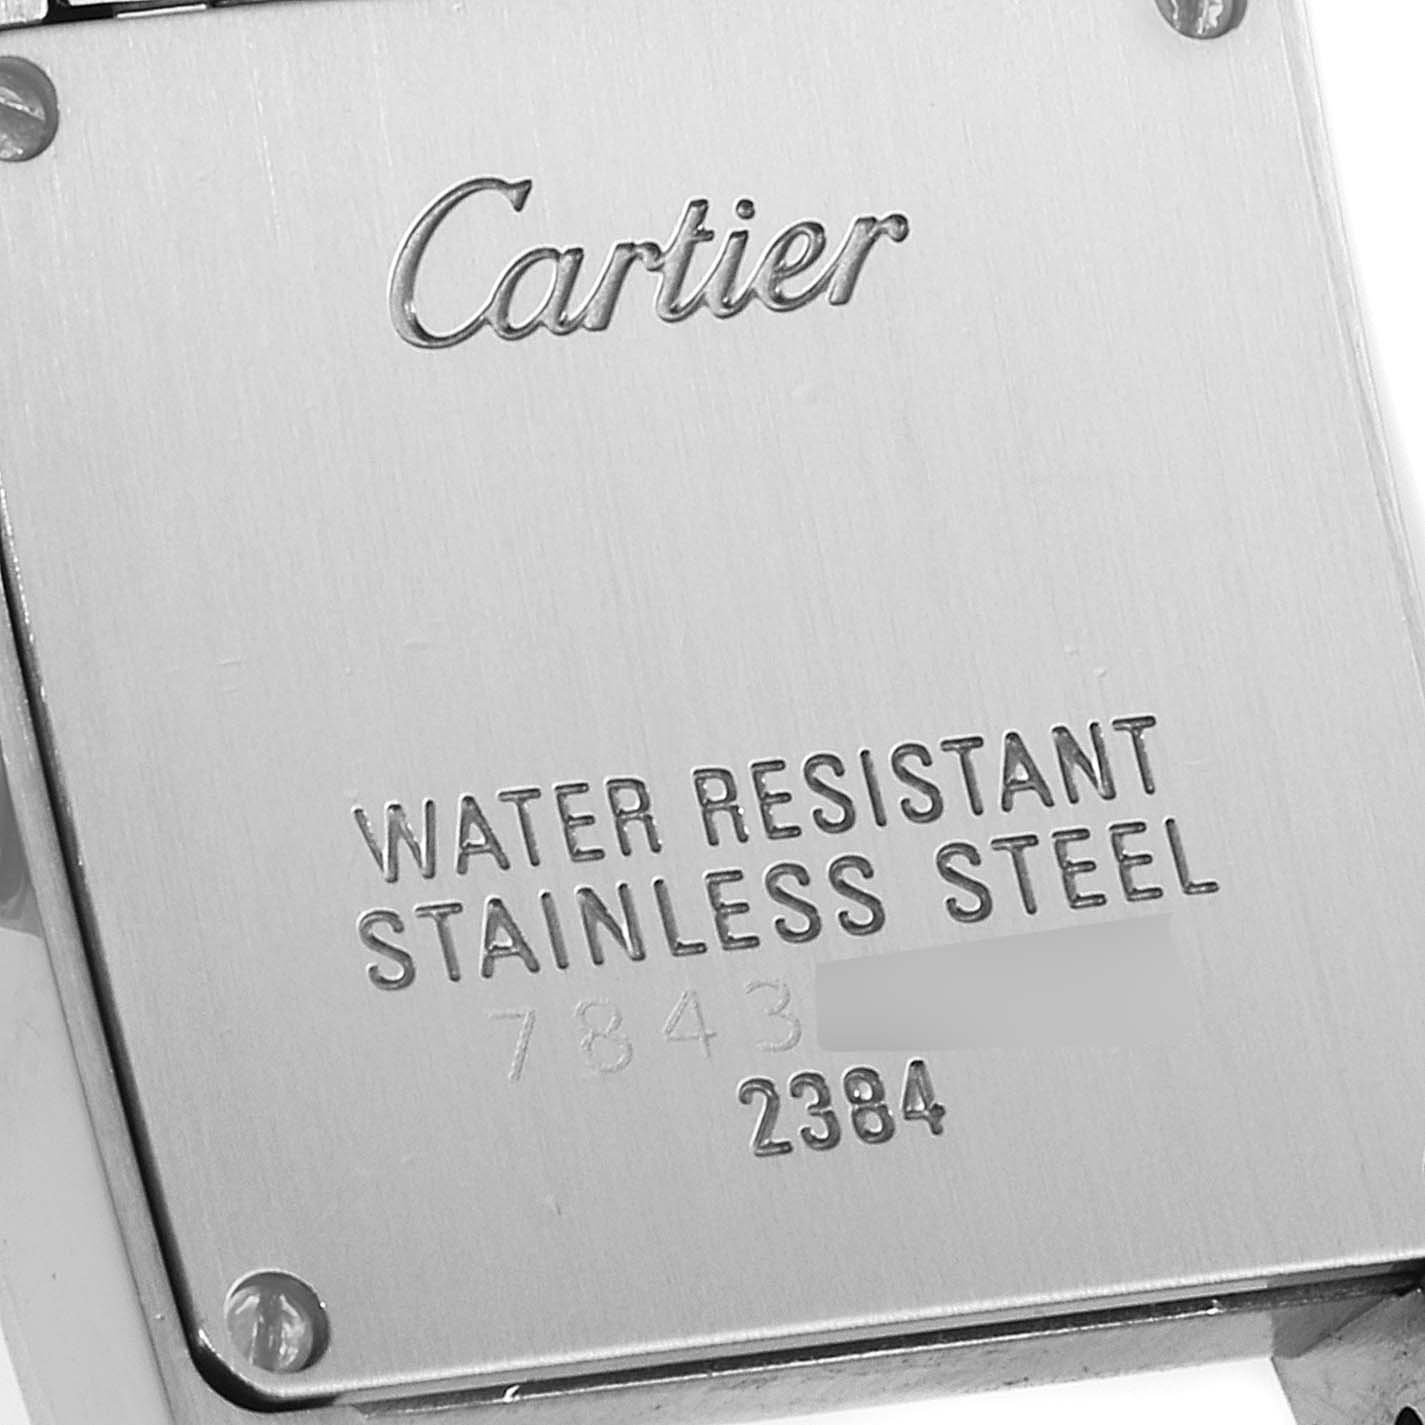 Cartier
WATER RESISTANT
STAINLESS STEEL
7843
2384